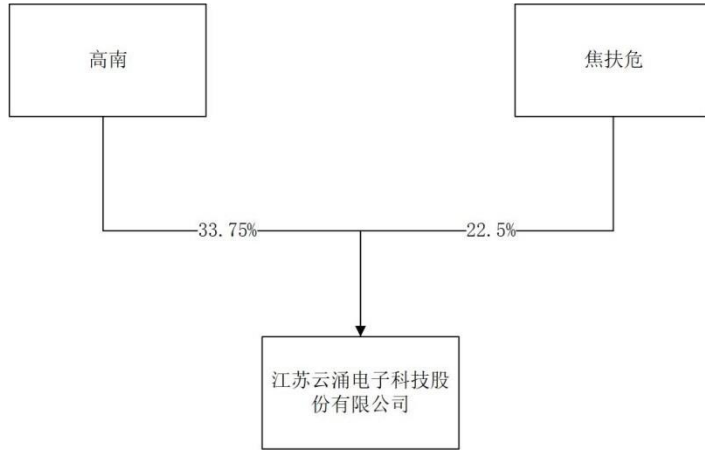 高南
焦扶危
33.75%
22.5%
江苏云涌电子科技股
份有限公司